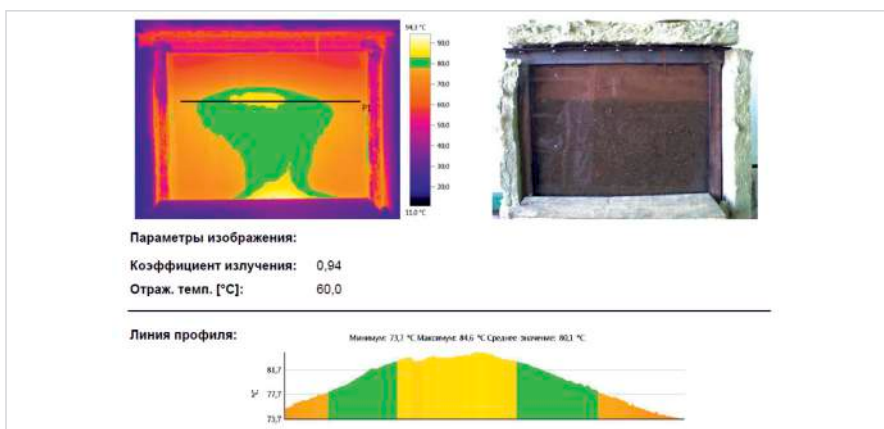 94,3 °C
90,0
80,0
70,0
60,0
50,0
40,0
30,0
20,0
11,0 °C
P1
Параметры изображения:
Коэффициент излучения: 0,94
Отраж. темп. [°C]: 60,0
Линия профиля:
Минимум: 73,7 °C Максимум: 84,6 °C Среднее значение: 80,1 °C
81,7
77,7
73,7
°C